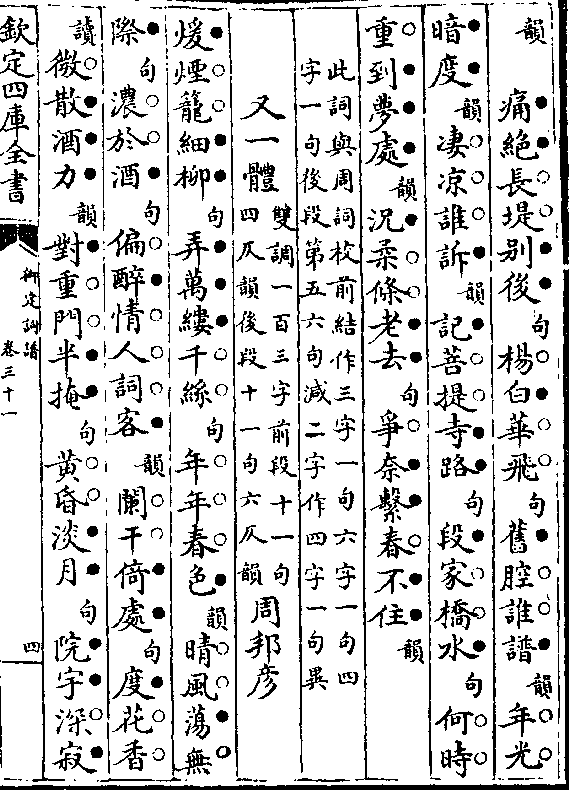 韻
痛絶長堤别後句楊白華飛句舊腔誰譜韻年光
暗度韻凄凉誰訴韻記菩提寺路句段家橋水句何時
重到夢處韻況柔條老去句爭奈繫春不住韻
此詞與周詞校前結作三字一句六字一句四
字一句後段第五六句減二字作四字一句異
又一體雙調一百三字前段十一句
四仄韻後段十一句六仄韻周邦彦
煖煙籠細柳句弄萬縷千絲句年年春色韻晴風蕩無
際句濃於酒句偏醉情人詞客韻闌干倚處句度花香
讀微散酒力韻對重門半掩句黄昏淡月句院宇深寂
欽定四庫全書
御定詞譜
卷三十一
四